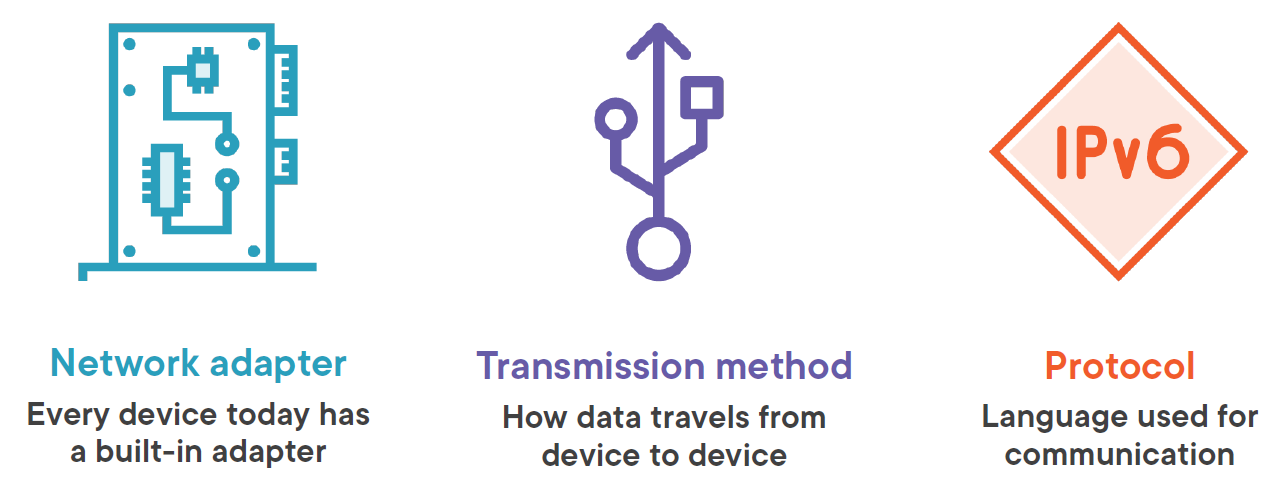 IPv6
Network adapter
Every device today has
a built-in adapter
Transmission method
How data travels from
device to device
Protocol
Language used for
communication